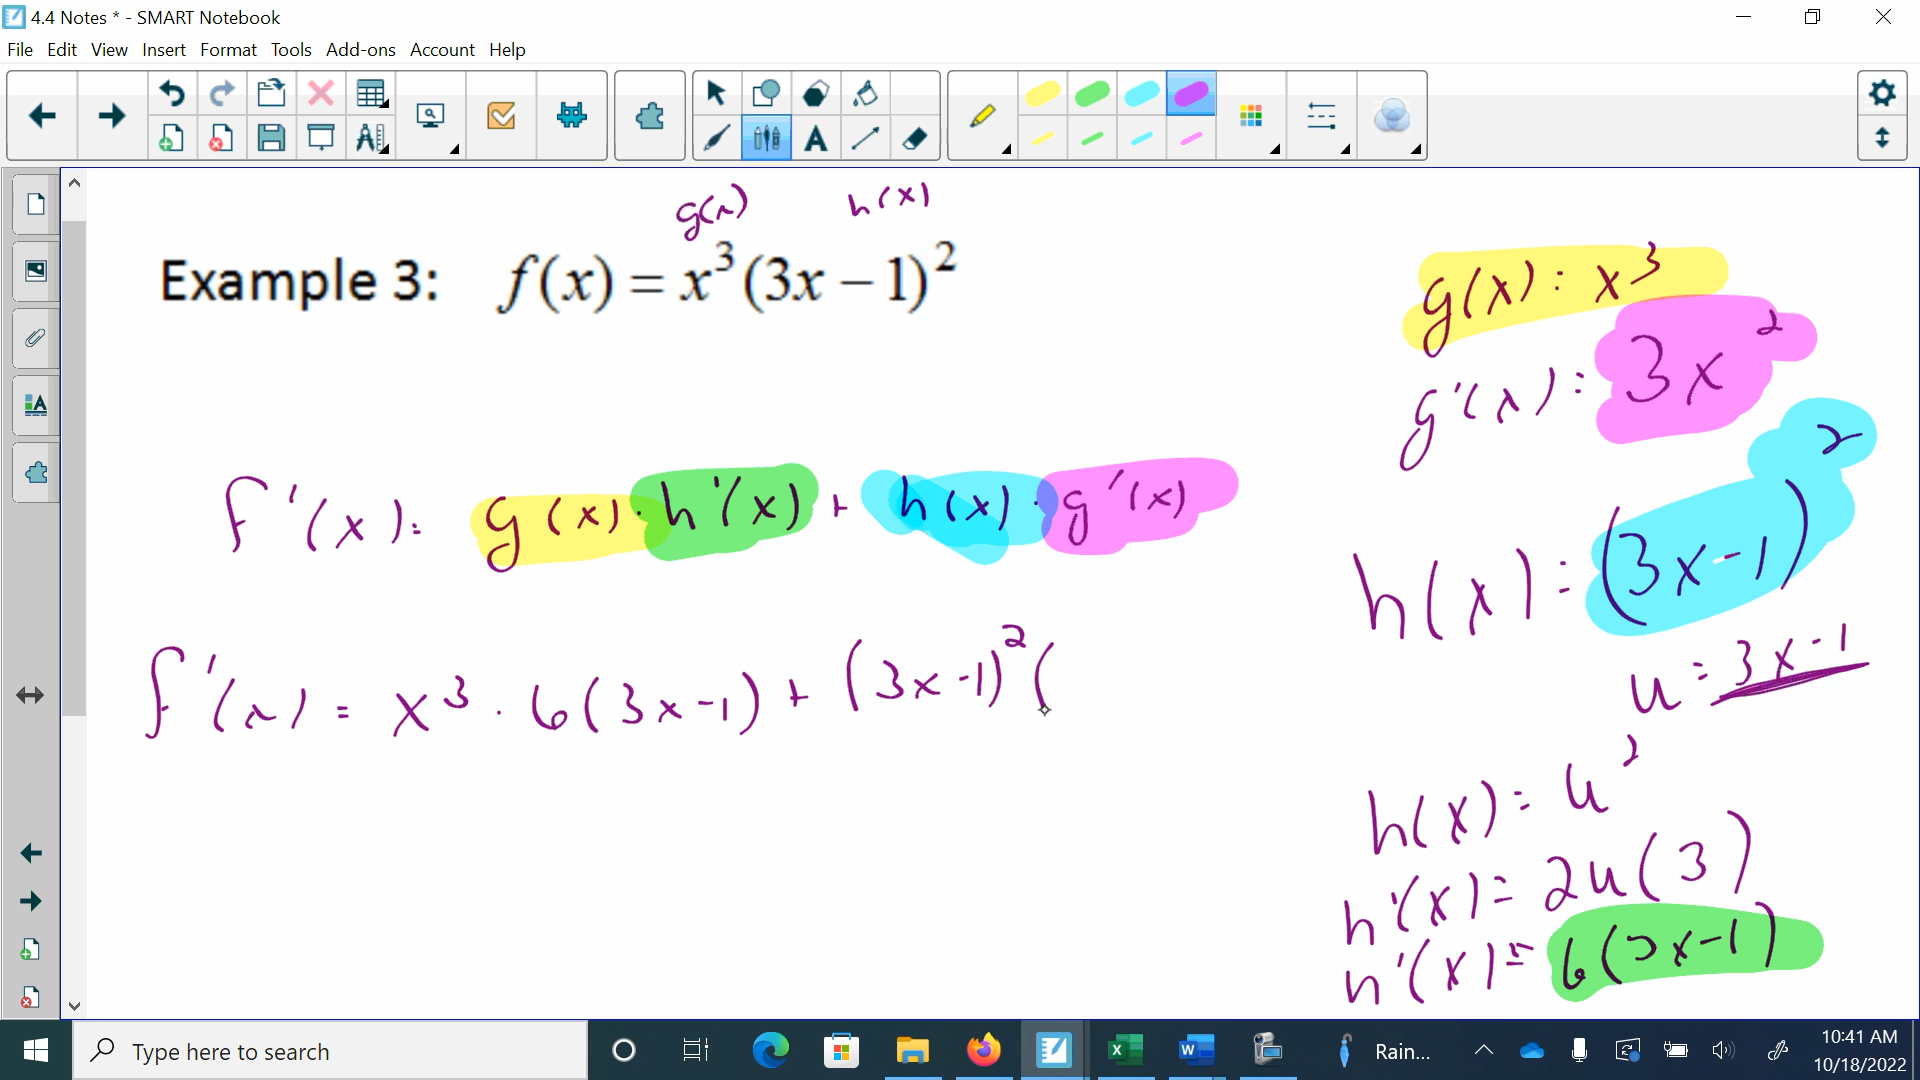 4.4 Notes * - SMART Notebook
File Edit View Insert Format Tools Add-ons Account Help
g(x) h(x)
Example 3: f(x) = x³(3x – 1)²
g(x) : x³
g'(x) : 3x²
h(x) : (3x-1)²
u = 3x-1
h(x) = u²
h'(x) = 2u(3)
h'(x) = 6(3x-1)
f'(x) = g(x) · h'(x) + h(x) · g'(x)
f'(x) = x³ · 6(3x-1) + (3x-1)²(
Type here to search
Rain...
10:41 AM
10/18/2022